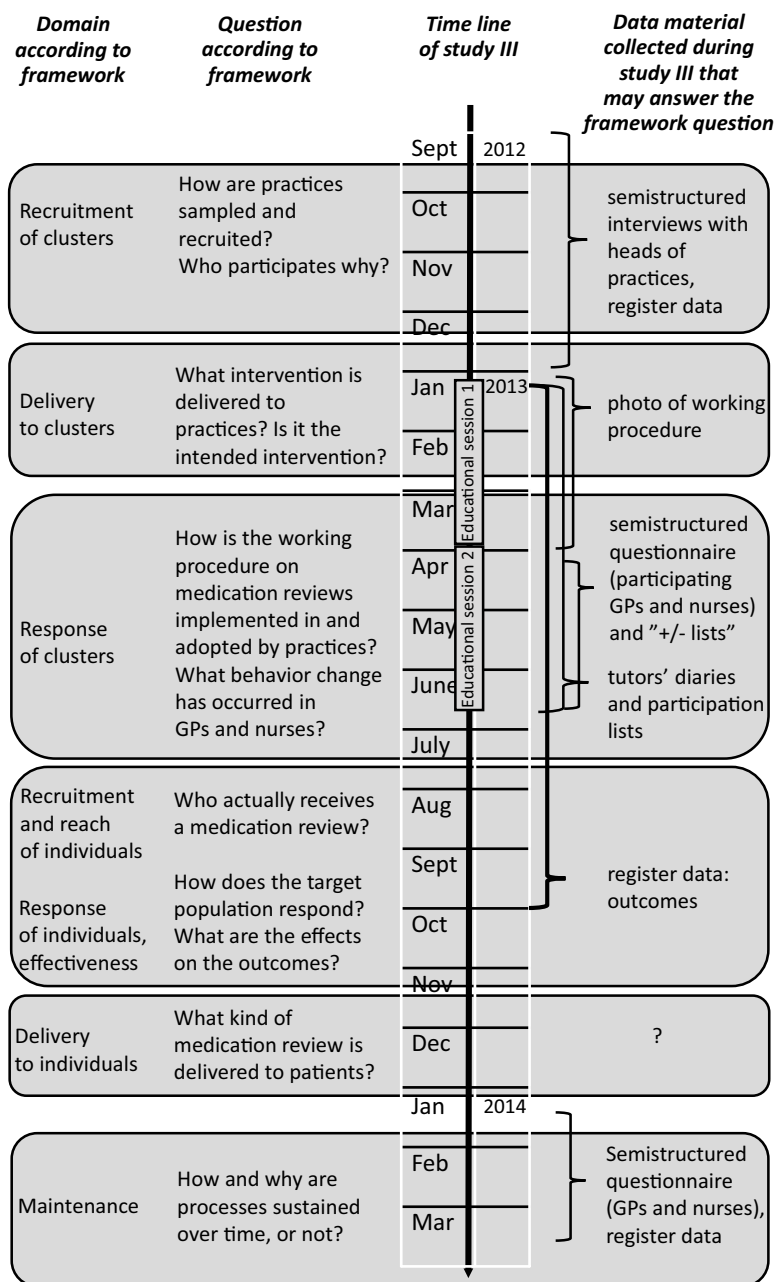 Domain
according to
framework
Question
according to
framework
Time line
of study III
Data material
collected during
study III that
may answer the
framework question
Sept 2012
Oct
Nov
Dec
Recruitment
of clusters
How are practices
sampled and
recruited?
Who participates why?
semistructured
interviews with
heads of
practices,
register data
Delivery
to clusters
What intervention is
delivered to
practices? Is it the
intended intervention?
Jan 2013
Feb
Educational session 1
photo of working
procedure
Response
of clusters
How is the working
procedure on
medication reviews
implemented in and
adopted by practices?
What behavior change
has occurred in
GPs and nurses?
Mar
Apr
May
June
July
Educational session 2
semistructured
questionnaire
(participating
GPs and nurses)
and ”+/- lists”
tutors’ diaries
and participation
lists
Recruitment
and reach
of individuals
Who actually receives
a medication review?
Response
of individuals,
effectiveness
How does the target
population respond?
What are the effects
on the outcomes?
Aug
Sept
Oct
Nov
register data:
outcomes
Delivery
to individuals
What kind of
medication review is
delivered to patients?
Dec
?
Jan 2014
Feb
Mar
Maintenance
How and why are
processes sustained
over time, or not?
Semistructured
questionnaire
(GPs and nurses),
register data